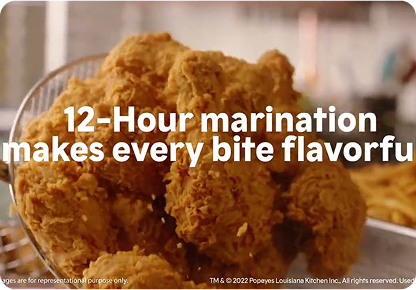 12-Hour marination
makes every bite flavorfu
ages are for representational purpose only.
TM & © 2022 Popeyes Louisiana Kitchen Inc., All rights reserved. Used